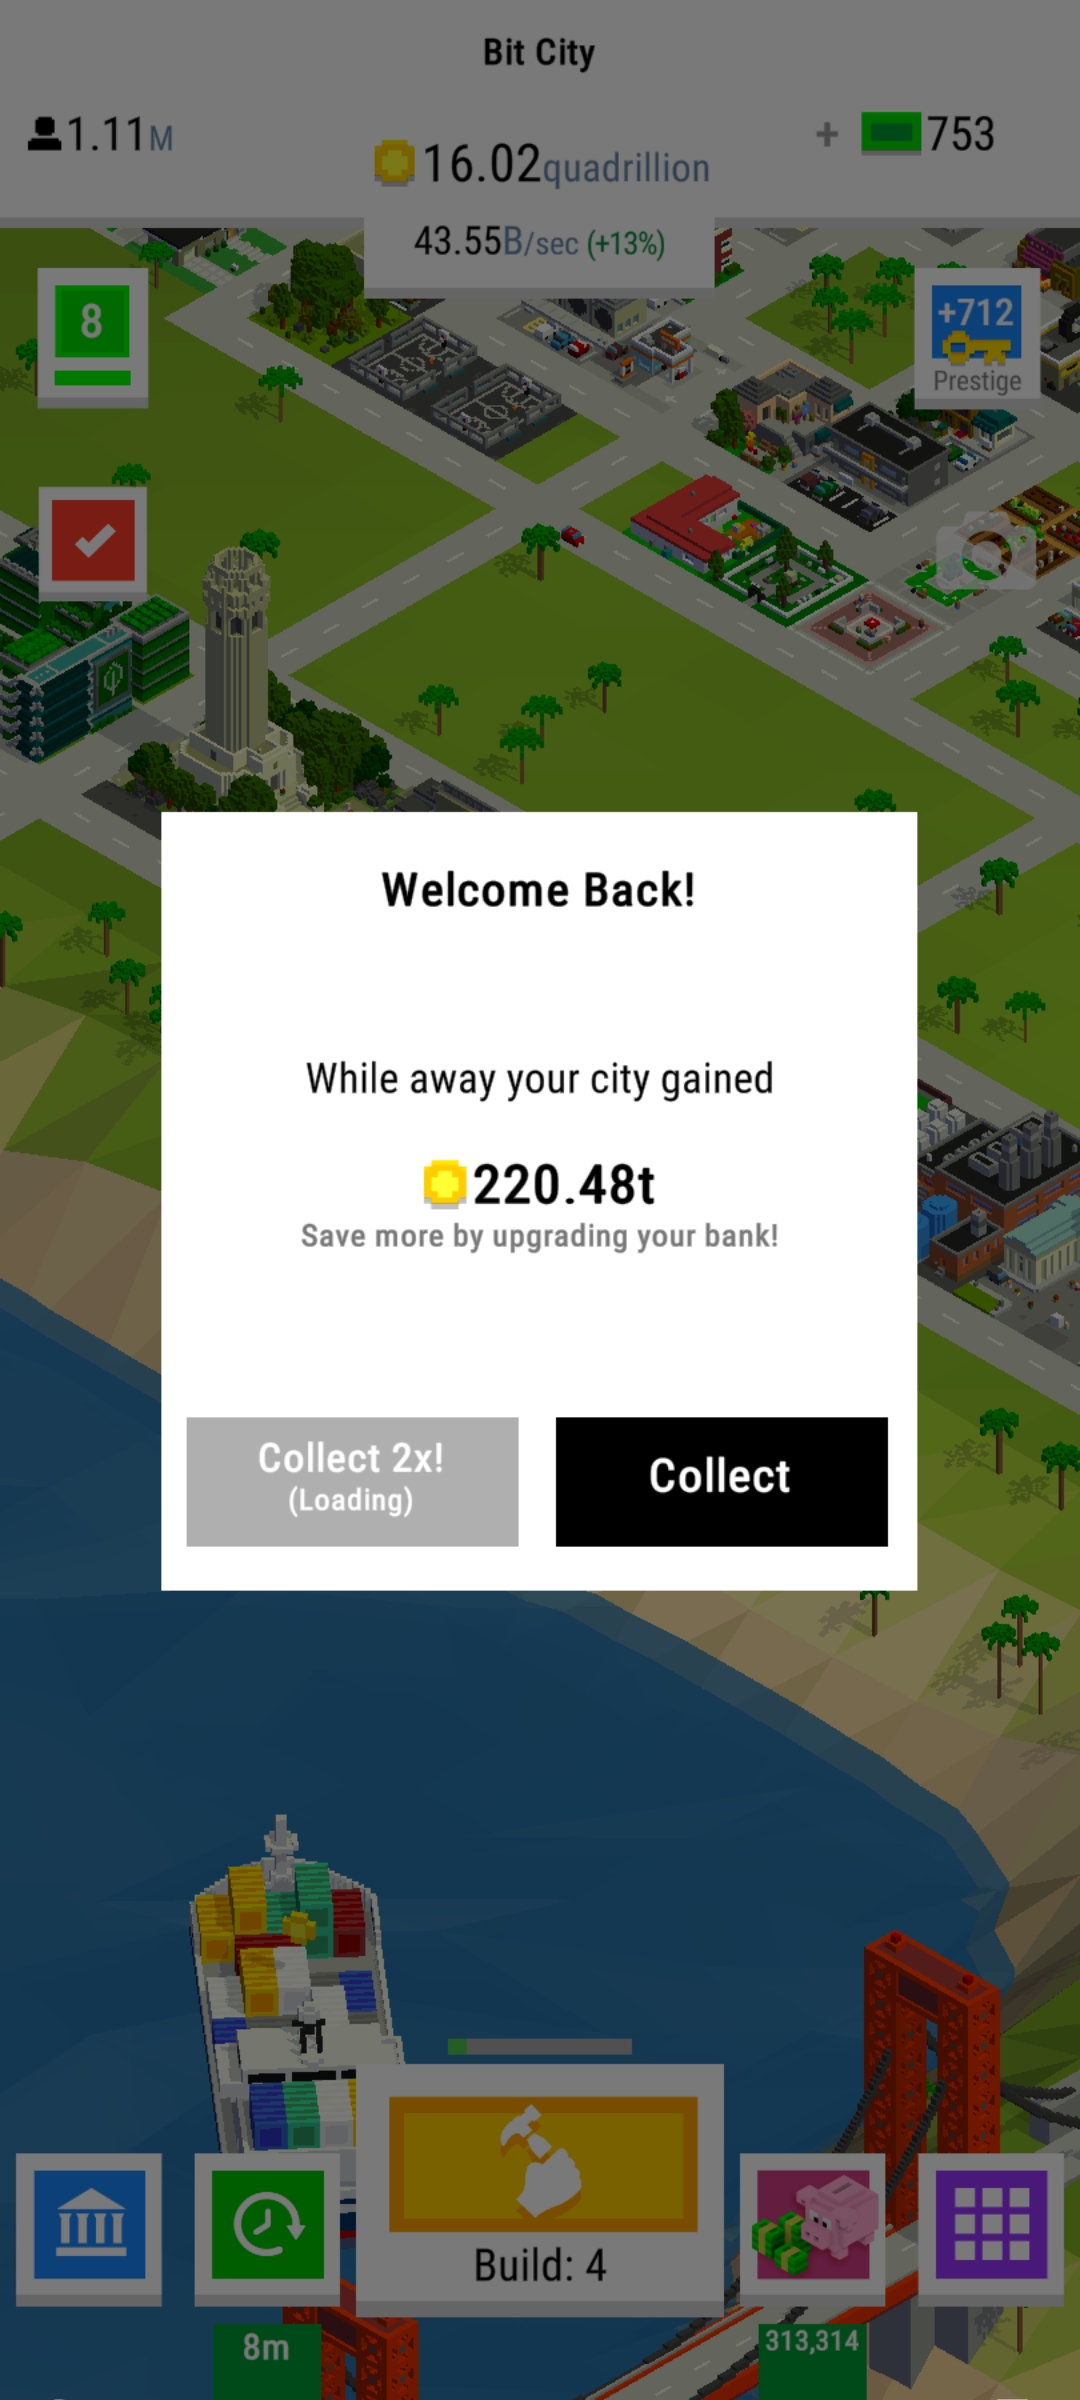 Bit City
1.11M
16.02quadrillion
+ 753
43.55B/sec (+13%)
8
+712
Prestige
Welcome Back!
While away your city gained
220.48t
Save more by upgrading your bank!
Collect 2x!
(Loading)
Collect
Build: 4
8m
313,314